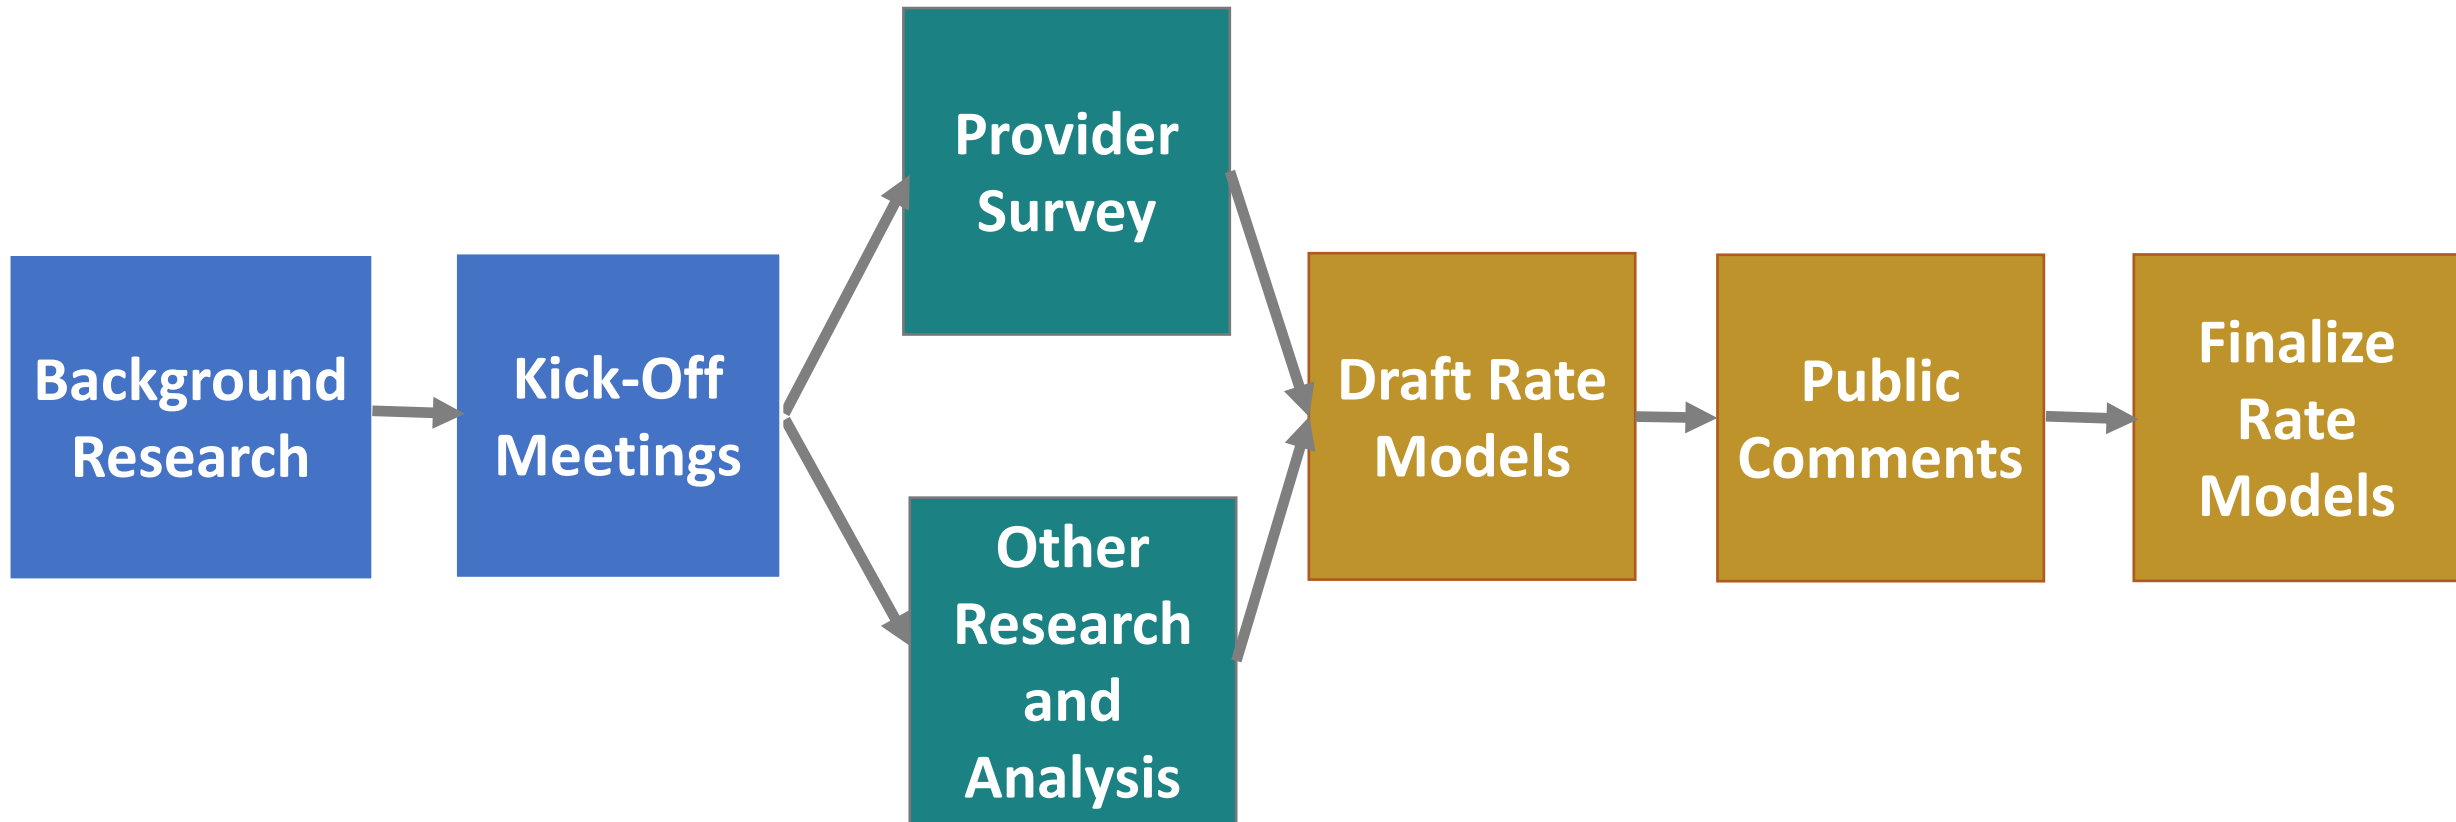 Background
Research
Kick-Off
Meetings
Provider
Survey
Other
Research
and
Analysis
Draft Rate
Models
Public
Comments
Finalize
Rate
Models